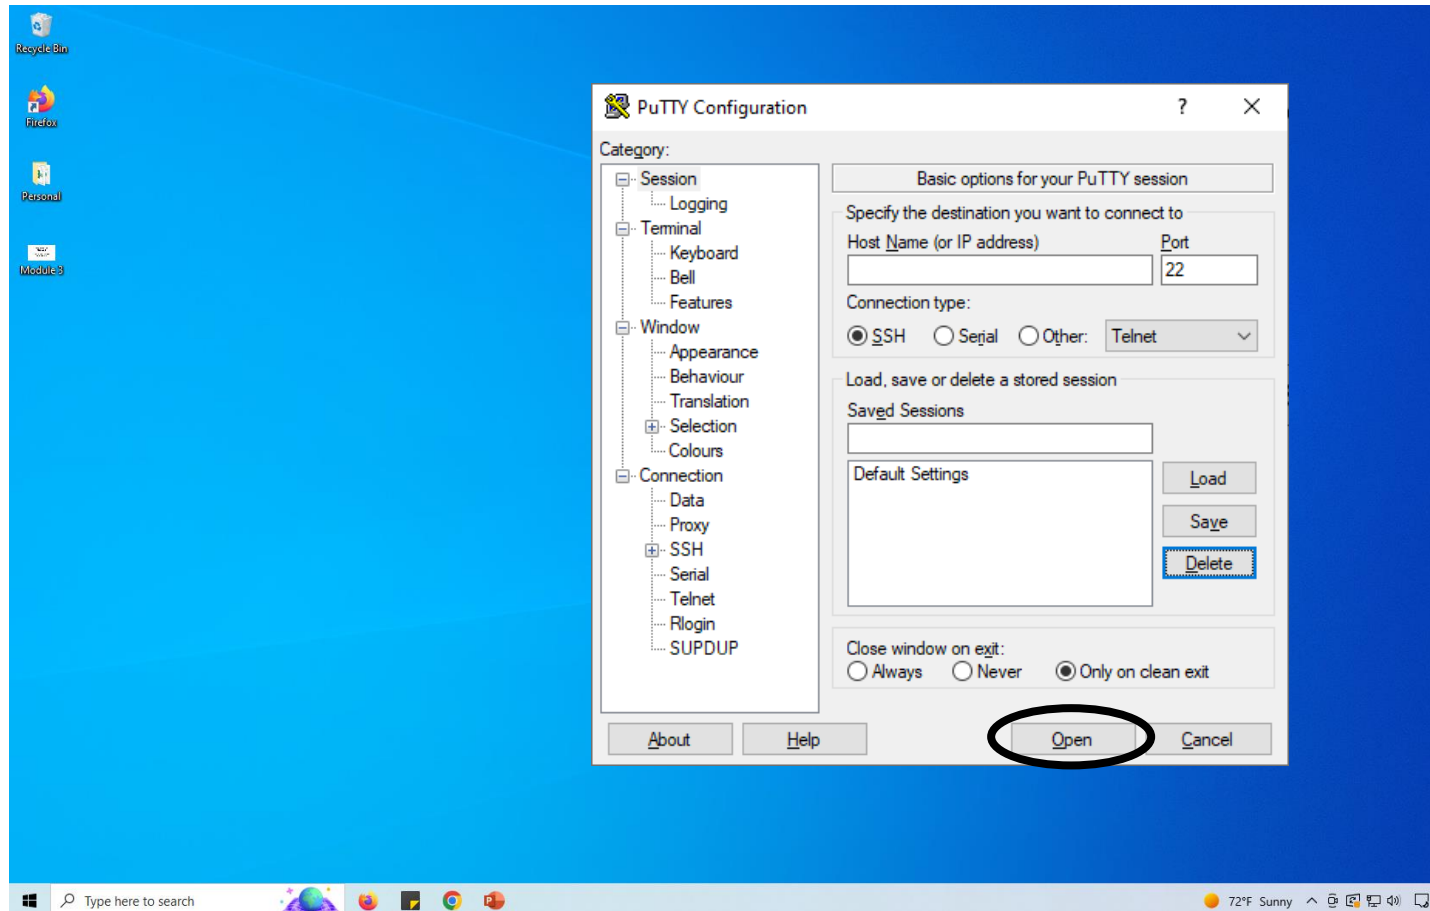 Recycle Bin
Firefox
Personal
Module 3
PuTTY Configuration
?
Category:
Session
Logging
Terminal
Keyboard
Bell
Features
Window
Appearance
Behaviour
Translation
Selection
Colours
Connection
Data
Proxy
SSH
Serial
Telnet
Rlogin
SUPDUP
Basic options for your PuTTY session
Specify the destination you want to connect to
Host Name (or IP address) Port
22
Connection type:
SSH Serial Other: Telnet
Load, save or delete a stored session
Saved Sessions
Default Settings
Load
Save
Delete
Close window on exit:
Always Never Only on clean exit
About Help Open Cancel
Type here to search
72°F Sunny